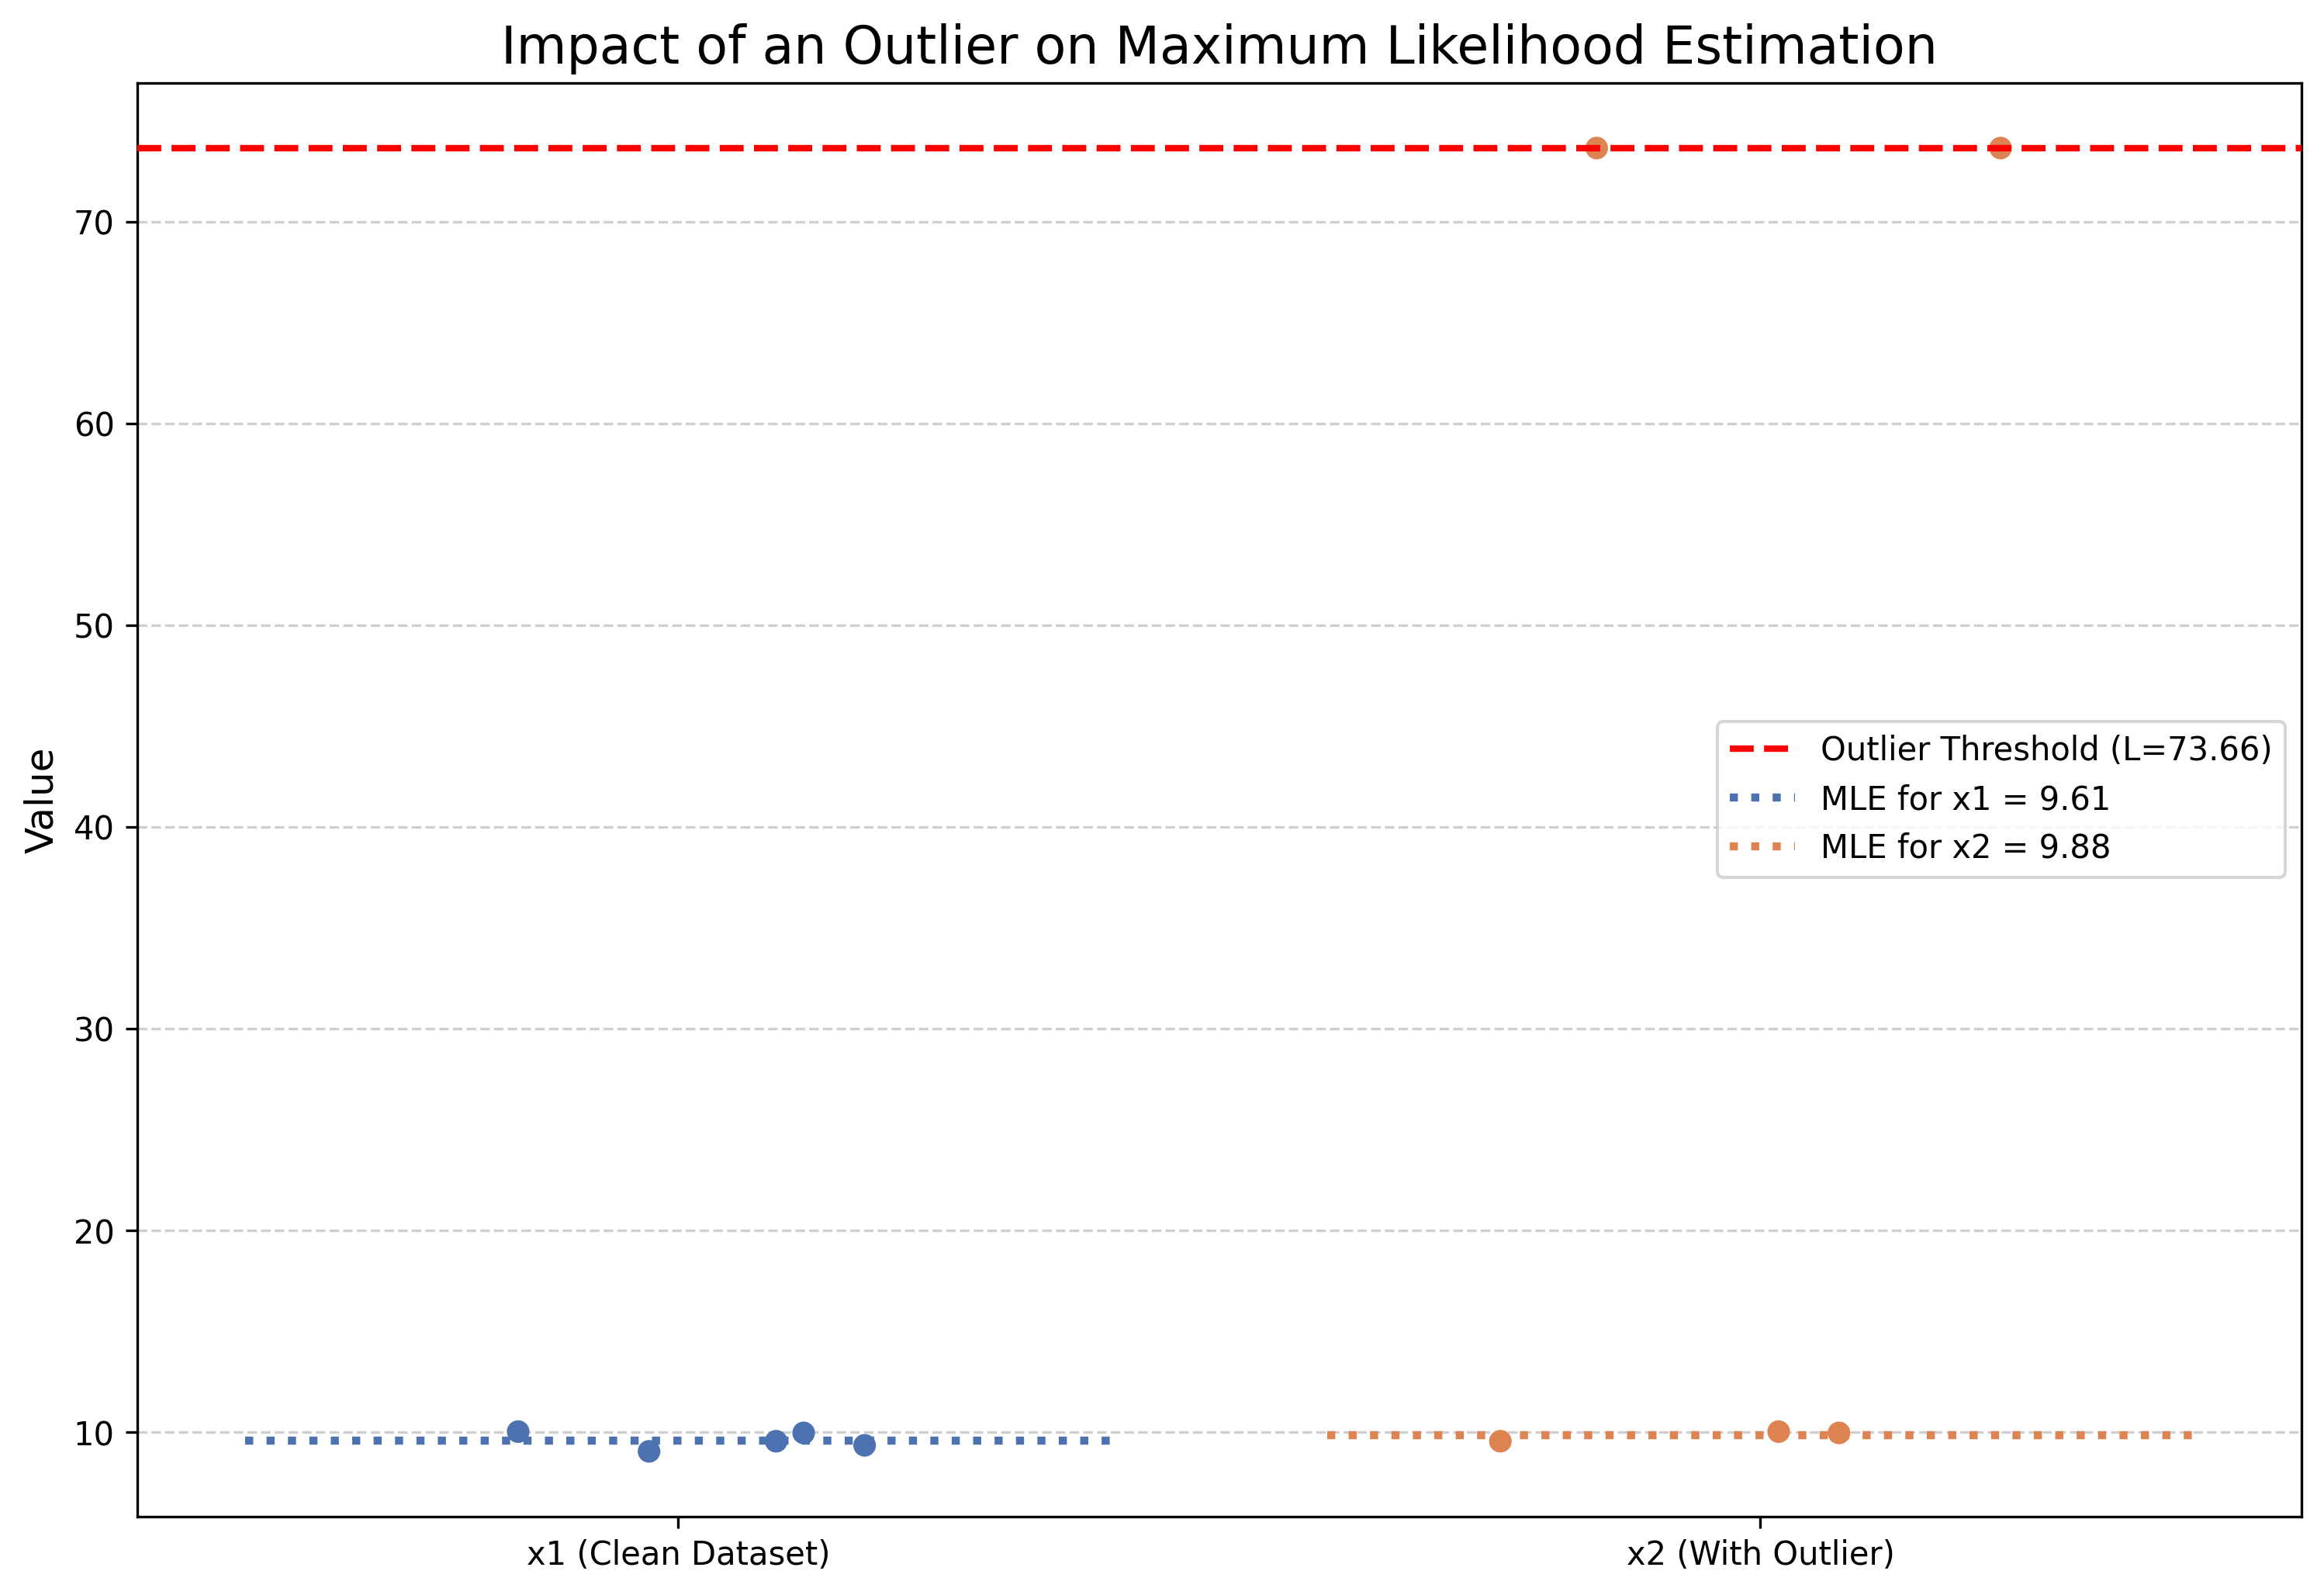 Impact of an Outlier on Maximum Likelihood Estimation
Value
70
60
50
40
30
20
10
Outlier Threshold (L=73.66)
MLE for x1 = 9.61
MLE for x2 = 9.88
x1 (Clean Dataset)
x2 (With Outlier)